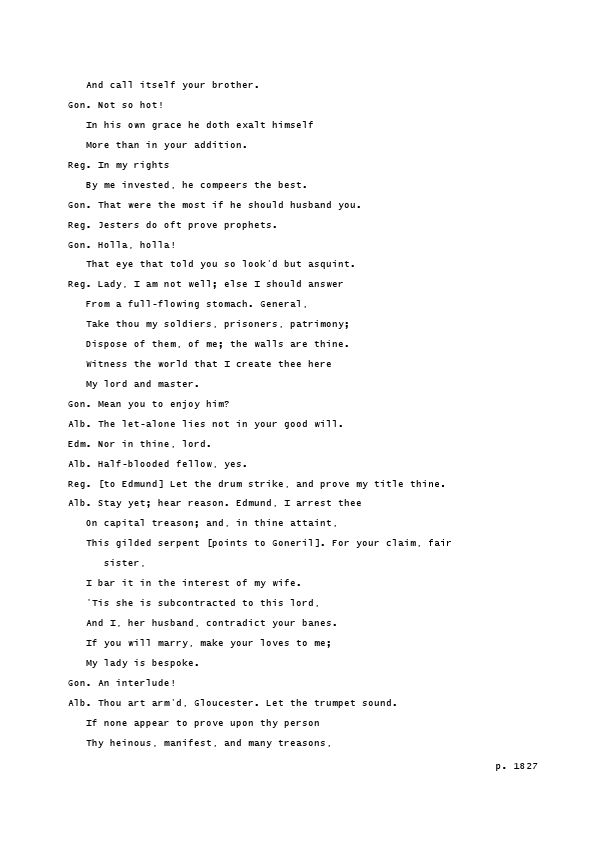 And call itself your brother.
Gon. Not so hot!
In his own grace he doth exalt himself
More than in your addition.
Reg. In my rights
By me invested, he compeers the best.
Gon. That were the most if he should husband you.
Reg. Jesters do oft prove prophets.
Gon. Holla, holla!
That eye that told you so look'd but asquint.
Reg. Lady, I am not well; else I should answer
From a full-flowing stomach. General,
Take thou my soldiers, prisoners, patrimony;
Dispose of them, of me; the walls are thine.
Witness the world that I create thee here
My lord and master.
Gon. Mean you to enjoy him?
Alb. The let-alone lies not in your good will.
Edm. Nor in thine, lord.
Alb. Half-blooded fellow, yes.
Reg. [to Edmund] Let the drum strike, and prove my title thine.
Alb. Stay yet; hear reason. Edmund, I arrest thee
On capital treason; and, in thine attaint,
This gilded serpent [points to Goneril]. For your claim, fair
sister,
I bar it in the interest of my wife.
'Tis she is subcontracted to this lord,
And I, her husband, contradict your banes.
If you will marry, make your loves to me;
My lady is bespoke.
Gon. An interlude!
Alb. Thou art arm'd, Gloucester. Let the trumpet sound.
If none appear to prove upon thy person
Thy heinous, manifest, and many treasons,
p. 1827